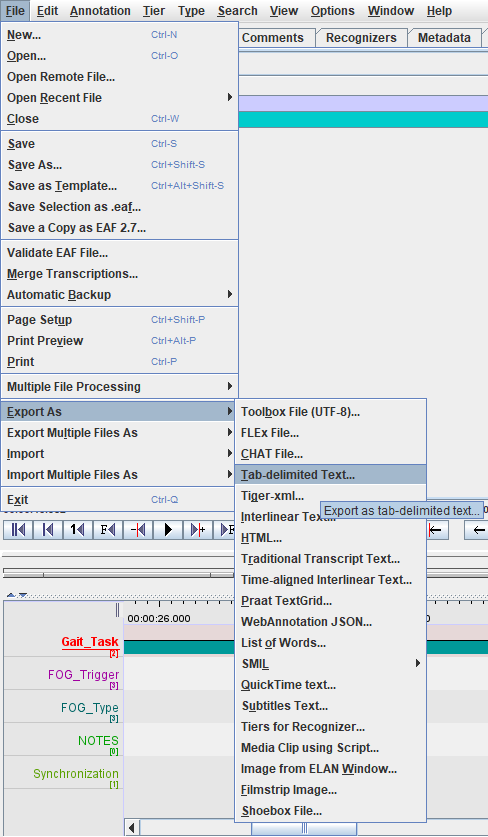 File Edit Annotation Tier Type Search View Options Window Help
Comments Recognizers Metadata
New... Ctrl-N
Open... Ctrl-O
Open Remote File...
Open Recent File
Close Ctrl-W
Save Ctrl-S
Save As... Ctrl+Shift-S
Save as Template... Ctrl+Alt+Shift-S
Save Selection as .eaf...
Save a Copy as EAF 2.7...
Validate EAF File...
Merge Transcriptions...
Automatic Backup
Page Setup Ctrl+Shift-P
Print Preview Ctrl+Alt-P
Print Ctrl-P
Multiple File Processing
Export As
Export Multiple Files As
Import
Import Multiple Files As
Exit Ctrl-Q
Toolbox File (UTF-8)...
FLEx File...
CHAT File...
Tab-delimited Text...
Tiger-xml...
Export as tab-delimited text...
Interlinear Text...
HTML...
Traditional Transcript Text...
Time-aligned Interlinear Text...
Praat TextGrid...
WebAnnotation JSON...
List of Words...
SMIL
QuickTime text...
Subtitles Text...
Tiers for Recognizer...
Media Clip using Script...
Image from ELAN Window...
Filmstrip Image...
Shoebox File...
00:00:26.000
Gait_Task
[2]
FOG_Trigger
[3]
FOG_Type
[3]
NOTES
[0]
Synchronization
[1]